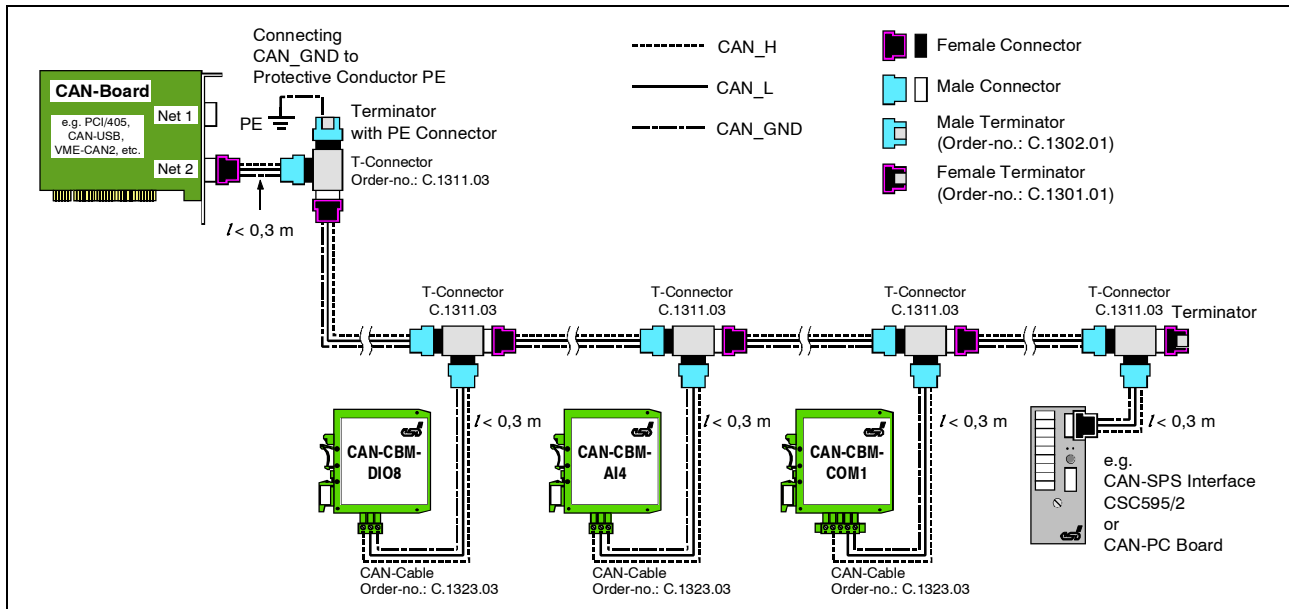 Connecting
CAN_GND to
Protective Conductor PE
CAN-Board
e.g. PCI/405,
CAN-USB,
VME-CAN2, etc.
Net 1
Net 2
PE
Terminator
with PE Connector
T-Connector
Order-no.: C.1311.03
l < 0,3 m
CAN_H
CAN_L
CAN_GND
Female Connector
Male Connector
Male Terminator
(Order-no.: C.1302.01)
Female Terminator
(Order-no.: C.1301.01)
T-Connector
C.1311.03
T-Connector
C.1311.03
T-Connector
C.1311.03
T-Connector
C.1311.03
Terminator
l < 0,3 m
l < 0,3 m
l < 0,3 m
l < 0,3 m
esd
CAN-CBM-
DIO8
esd
CAN-CBM-
AI4
esd
CAN-CBM-
COM1
e.g.
CAN-SPS Interface
CSC595/2
or
CAN-PC Board
esd
CAN-Cable
Order-no.: C.1323.03
CAN-Cable
Order-no.: C.1323.03
CAN-Cable
Order-no.: C.1323.03